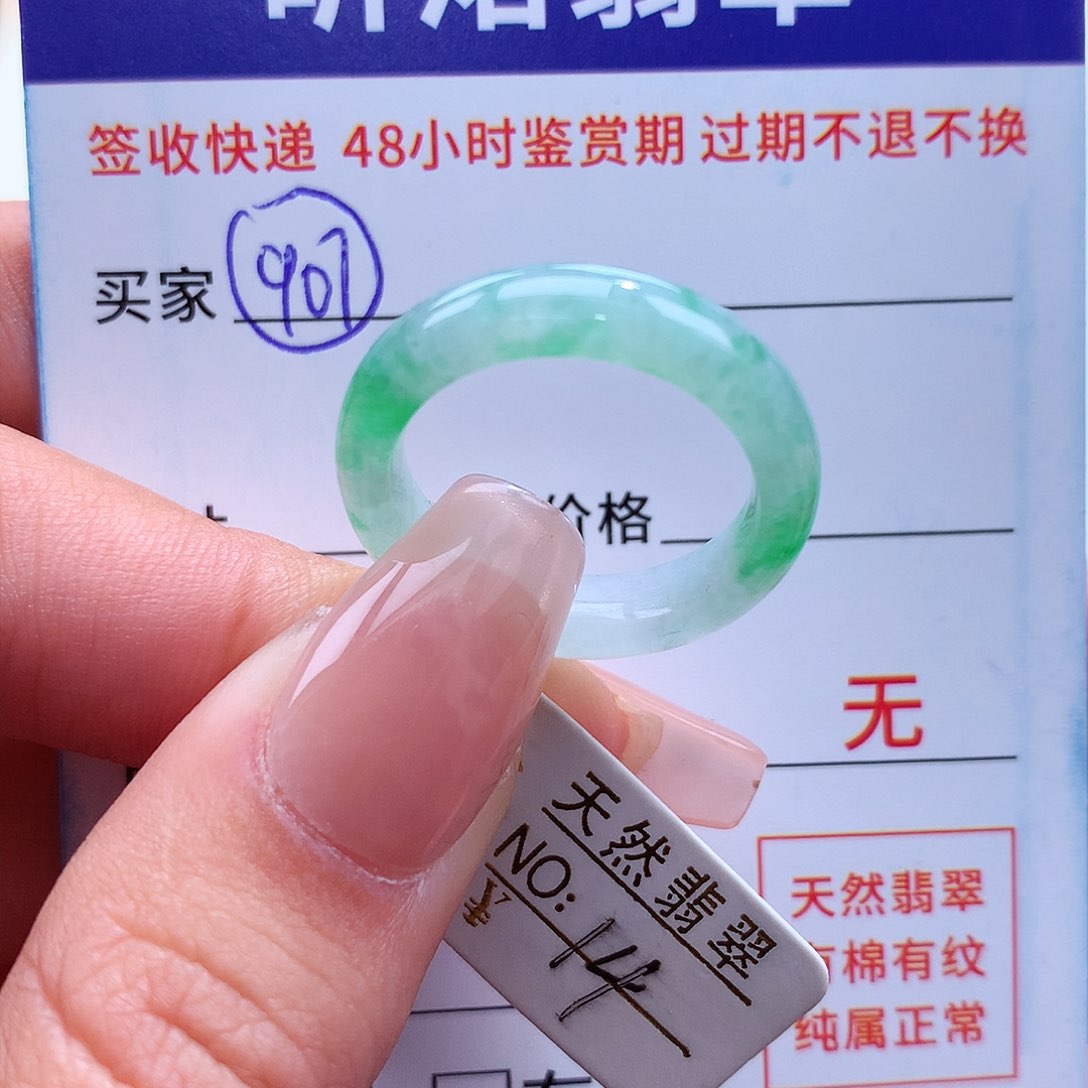 签收快递 48小时鉴赏期 过期不退不换
买家 907
价格
无
天然翡翠
NO: 14
天然翡翠
有棉有纹
纯属正常